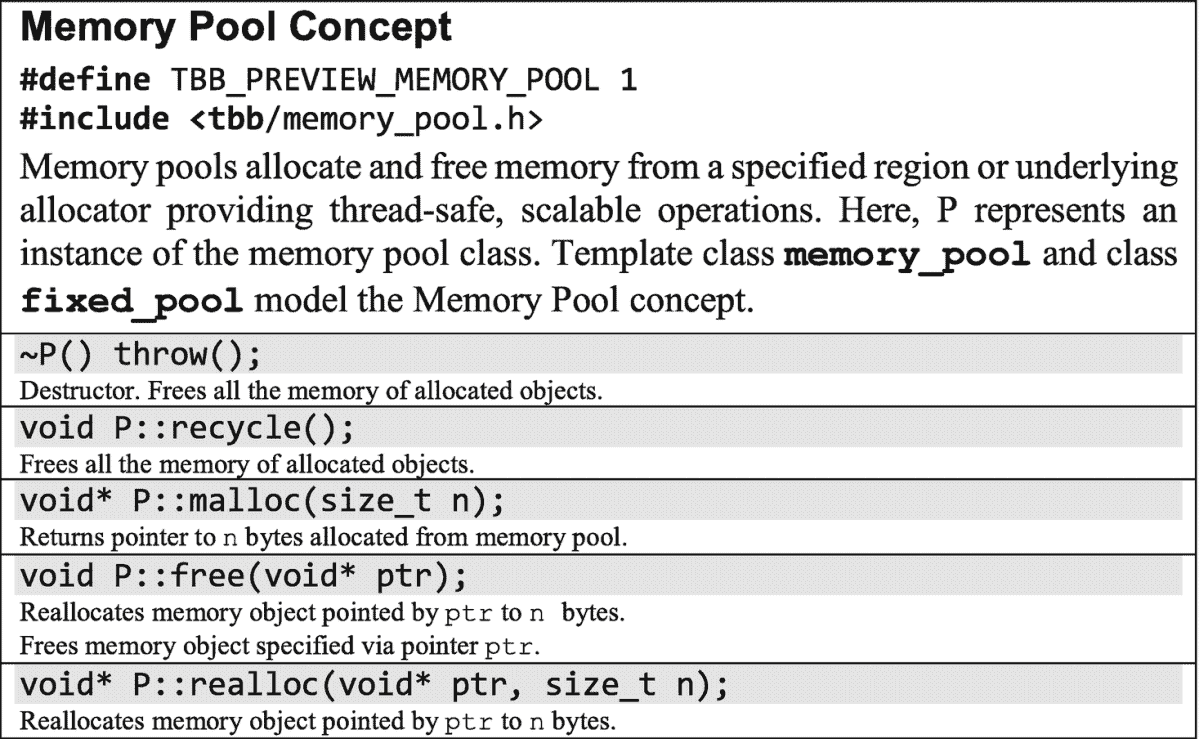 Memory Pool Concept
#define TBB_PREVIEW_MEMORY_POOL 1
#include <tbb/memory_pool.h>
Memory pools allocate and free memory from a specified region or underlying
allocator providing thread-safe, scalable operations. Here, P represents an
instance of the memory pool class. Template class memory_pool and class
fixed_pool model the Memory Pool concept.
~P() throw();
Destructor. Frees all the memory of allocated objects.
void P::recycle();
Frees all the memory of allocated objects.
void* P::malloc(size_t n);
Returns pointer to n bytes allocated from memory pool.
void P::free(void* ptr);
Reallocates memory object pointed by ptr to n bytes.
Frees memory object specified via pointer ptr.
void* P::realloc(void* ptr, size_t n);
Reallocates memory object pointed by ptr to n bytes.